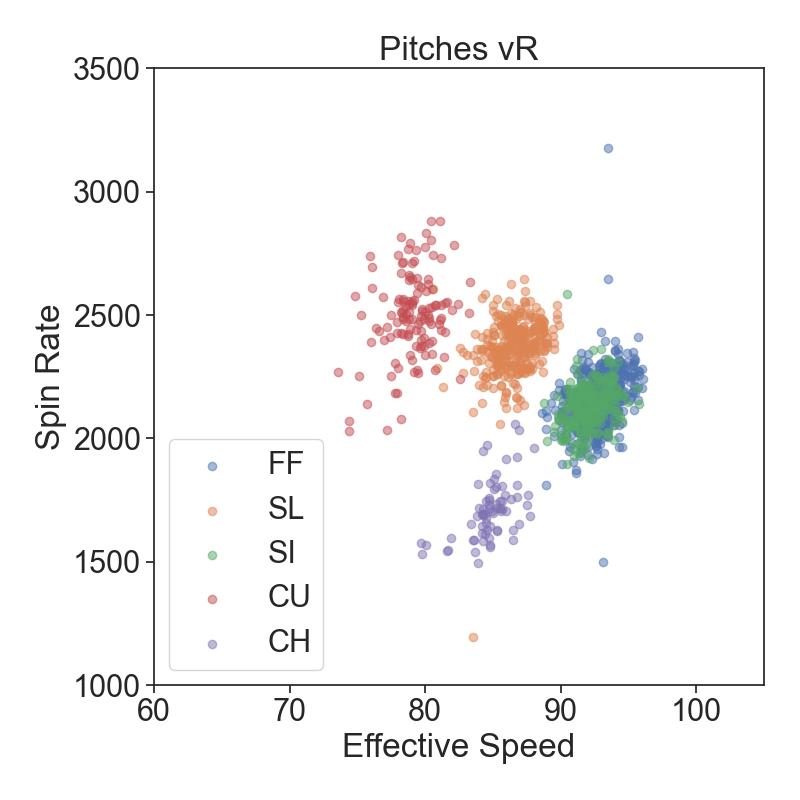 Pitches vR
3500
3000
2500
2000
1500
1000
Spin Rate
FF
SL
SI
CU
CH
60 70 80 90 100
Effective Speed